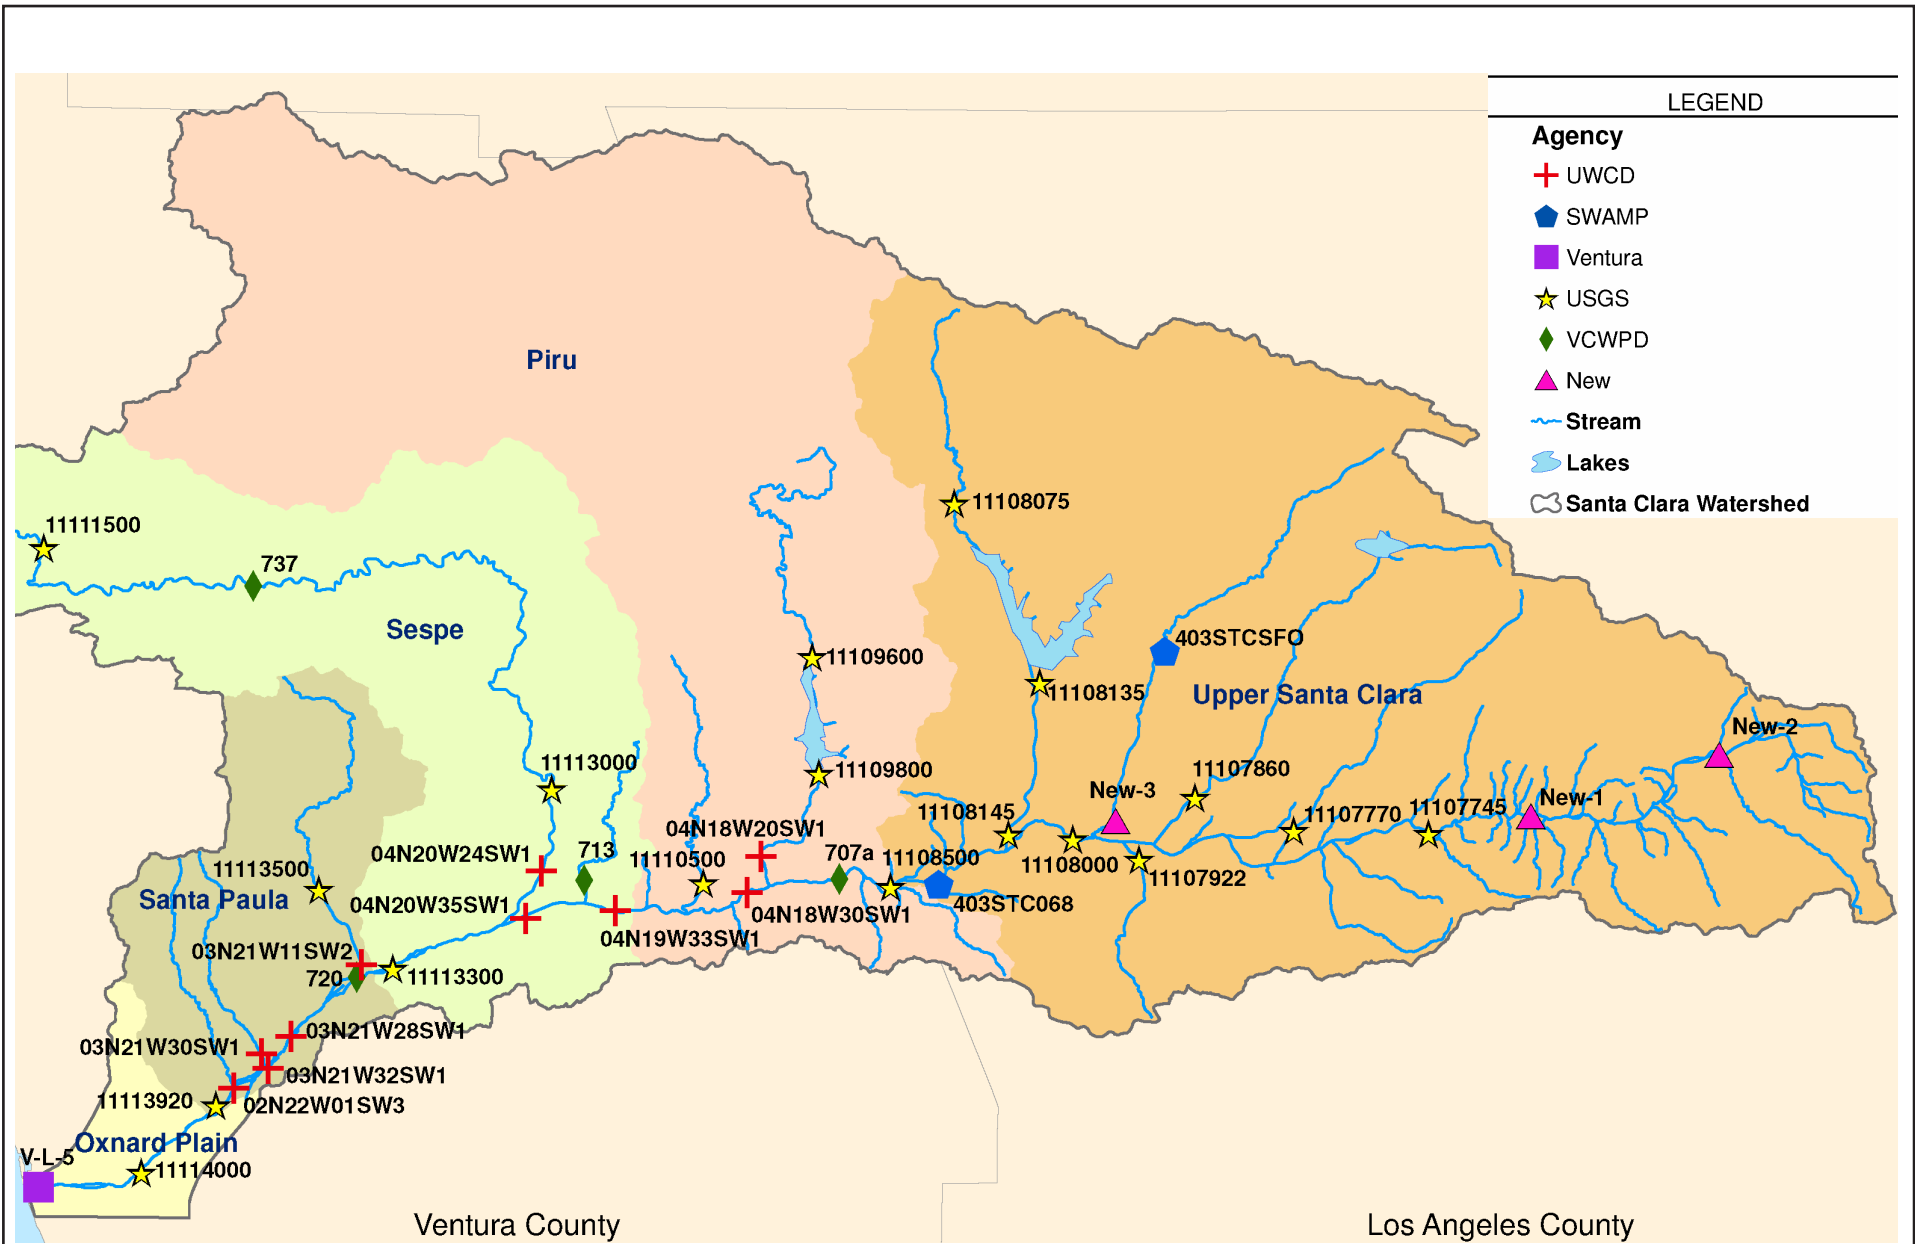 LEGEND
Agency
UWCD
SWAMP
Ventura
USGS
VCWPD
New
Stream
Lakes
Santa Clara Watershed
Piru
11111500
737
Sespe
11108075
11109600
403STCSFO
11108135
Upper Santa Clara
New-2
11113000
11109800
11107860
New-3
New-1
11108145
11107770
11107745
04N18W20SW1
04N20W24SW1
713
11110500
707a
11108500
11108000
11107922
11113500
Santa Paula
04N20W35SW1
04N18W30SW1
403STC068
04N19W33SW1
03N21W11SW2
720
11113300
03N21W28SW1
03N21W30SW1
03N21W32SW1
11113920
02N22W01SW3
Oxnard Plain
V-L-5
11114000
Ventura County
Los Angeles County